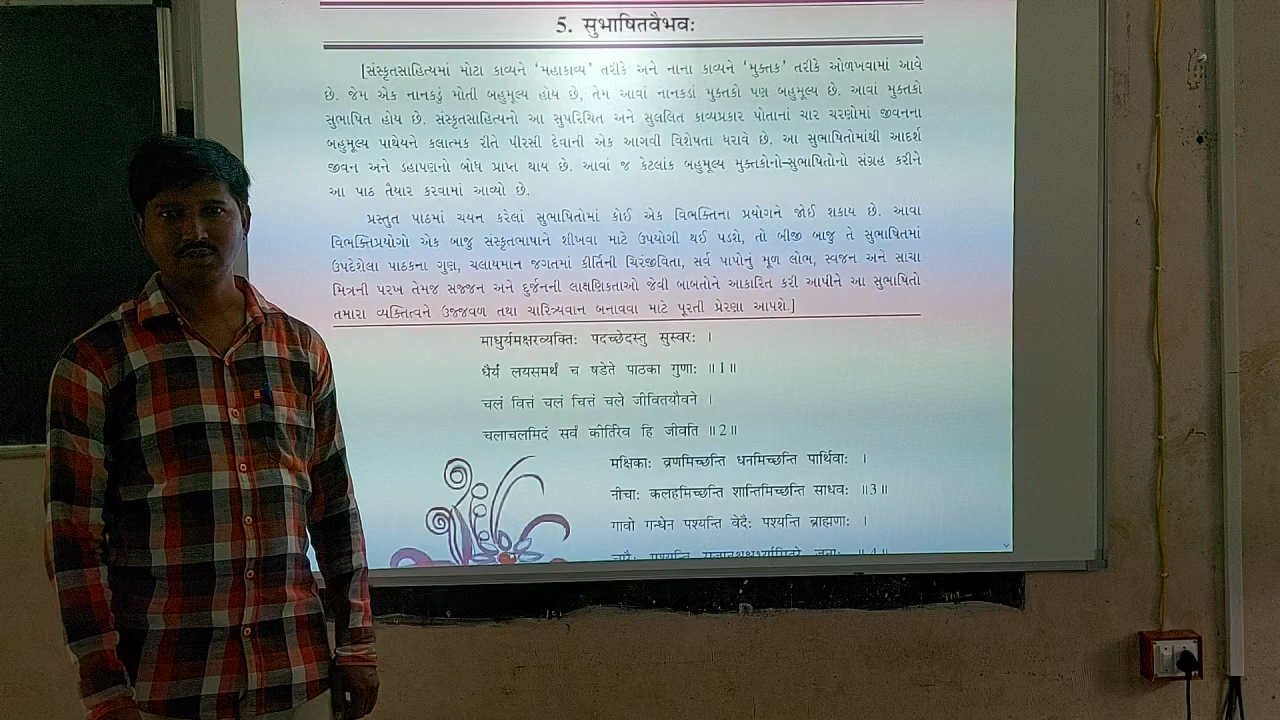 5. सुभाषितवैभवः
[સંસ્કૃતસાહિત્યમાં મોટા કાવ્યને ‘મહાકાવ્ય’ તરીકે અને નાના કાવ્યને ‘મુક્તક’ તરીકે ઓળખવામાં આવે
છે. જેમ એક નાનકડું મોતી બહુમૂલ્ય હોય છે, તેમ આવાં નાનકડાં મુક્તકો પણ બહુમૂલ્ય છે. આવાં મુક્તકો
સુભાષિત હોય છે. સંસ્કૃતસાહિત્યનો આ સુપરિચિત અને સુલલિત કાવ્યપ્રકાર પોતાનાં ચાર ચરણોમાં જીવનના
બહુમૂલ્ય પાથેયને કલાત્મક રીતે પીરસી દેવાની એક આગવી વિશેષતા ધરાવે છે. આ સુભાષિતોમાંથી આદર્શ
જીવન અને ડહાપણનો બોધ પ્રાપ્ત થાય છે. આવાં જ કેટલાંક બહુમૂલ્ય મુક્તકોનો-સુભાષિતોનો સંગ્રહ કરીને
આ પાઠ તૈયાર કરવામાં આવ્યો છે.
પ્રસ્તુત પાઠમાં ચયન કરેલાં સુભાષિતોમાં કોઈ એક વિભક્તિના પ્રયોગને જોઈ શકાય છે. આવા
વિભક્તિપ્રયોગો એક બાજુ સંસ્કૃતભાષાને શીખવા માટે ઉપયોગી થઈ પડશે, તો બીજી બાજુ તે સુભાષિતમાં
ઉપદેશેલા પાઠકના ગુણ, ચલાયમાન જગતમાં કીર્તિની ચિરંજીવિતા, સર્વ પાપોનું મૂળ લોભ, સ્વજન અને સાચા
મિત્રની પરખ તેમજ સજ્જન અને દુર્જનની લાક્ષણિકતાઓ જેવી બાબતોને આકારિત કરી આપીને આ સુભાષિતો
તમારા વ્યક્તિત્વને ઉજ્જવળ તથા ચારિત્ર્યવાન બનાવવા માટે પૂરતી પ્રેરણા આપશે.]
माधुर्यमक्षरव्यक्तिः पदच्छेदस्तु सुस्वरः ।
धैर्यं लयसमर्थं च षडेते पाठका गुणाः ॥1॥
चलं वित्तं चलं चित्तं चले जीवितयौवने ।
चलाचलमिदं सर्वं कीर्तिरेव हि जीवति ॥2॥
मक्षिकाः व्रणमिच्छन्ति धनमिच्छन्ति पार्थिवाः ।
नीचाः कलहमिच्छन्ति शान्तिमिच्छन्ति साधवः ॥3॥
गावो गन्धेन पश्यन्ति वेदैः पश्यन्ति ब्राह्मणाः ।